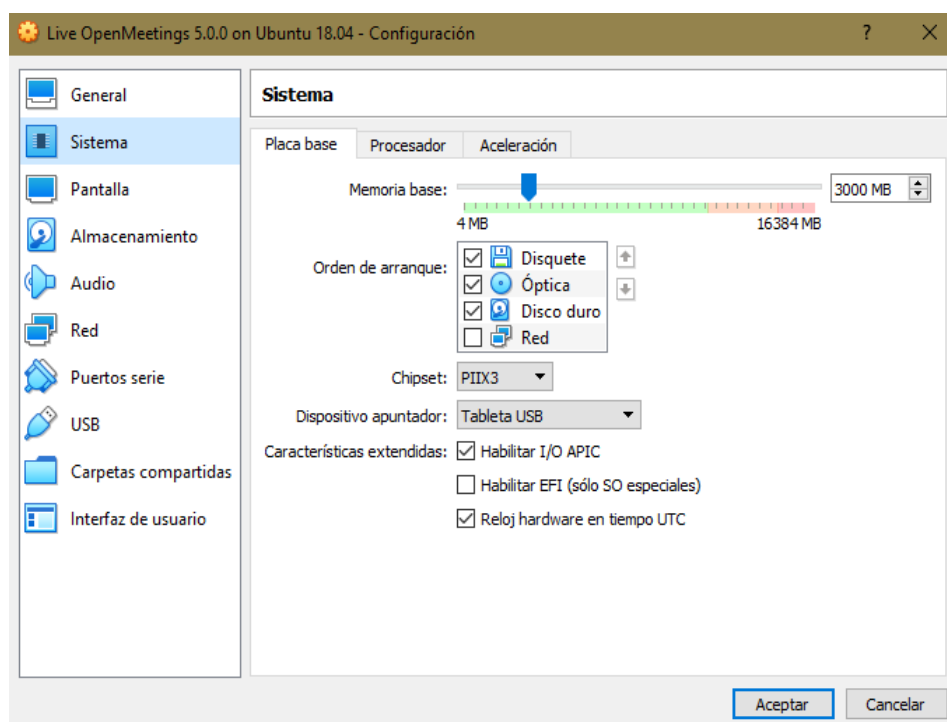 Live OpenMeetings 5.0.0 on Ubuntu 18.04 - Configuración
?
General
Sistema
Pantalla
Almacenamiento
Audio
Red
Puertos serie
USB
Carpetas compartidas
Interfaz de usuario
Sistema
Placa base Procesador Aceleración
Memoria base: 3000 MB
4 MB 16384 MB
Orden de arranque: Disquete
Óptica
Disco duro
Red
Chipset: PIIX3
Dispositivo apuntador: Tableta USB
Características extendidas: Habilitar I/O APIC
Habilitar EFI (sólo SO especiales)
Reloj hardware en tiempo UTC
Aceptar Cancelar